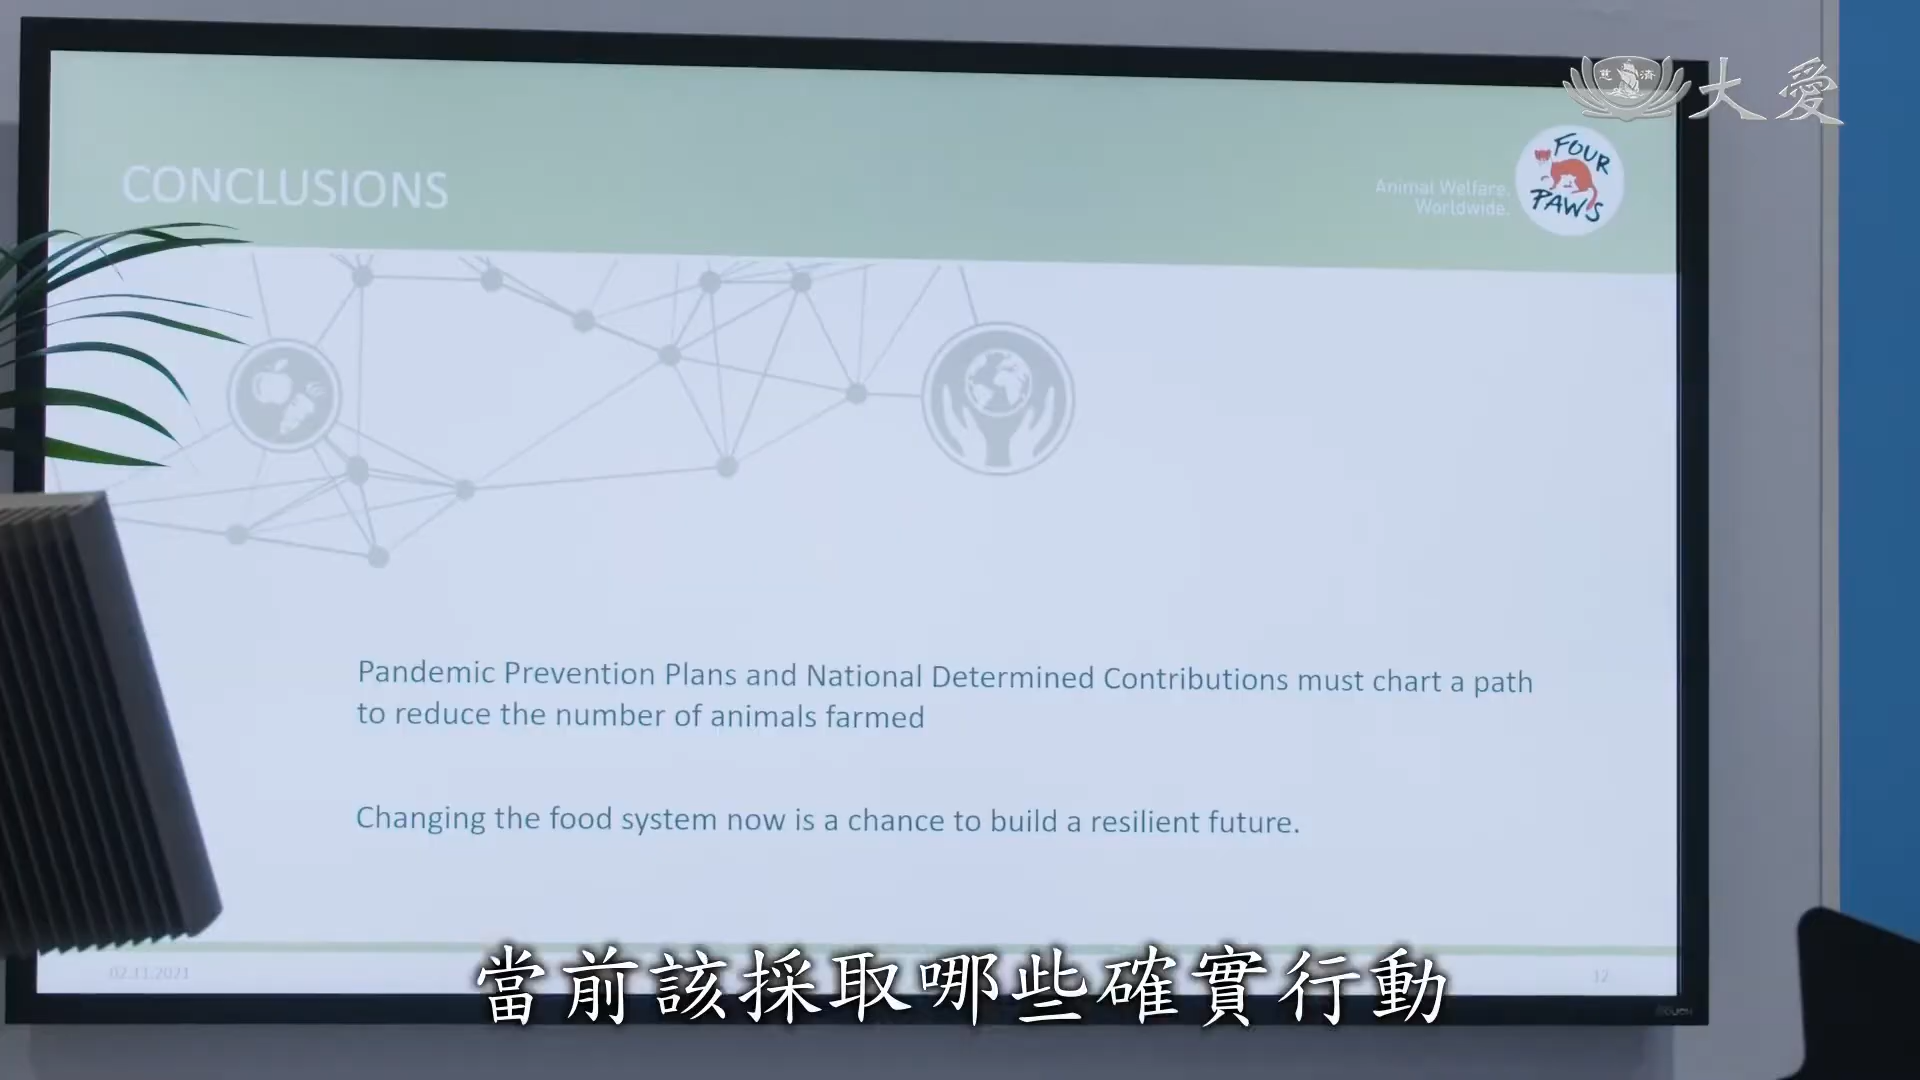 慈濟
大愛
CONCLUSIONS
Animal Welfare.
Worldwide.
FOUR
PAWS
Pandemic Prevention Plans and National Determined Contributions must chart a path
to reduce the number of animals farmed
Changing the food system now is a chance to build a resilient future.
02.11.2021
12
當前該採取哪些確實行動